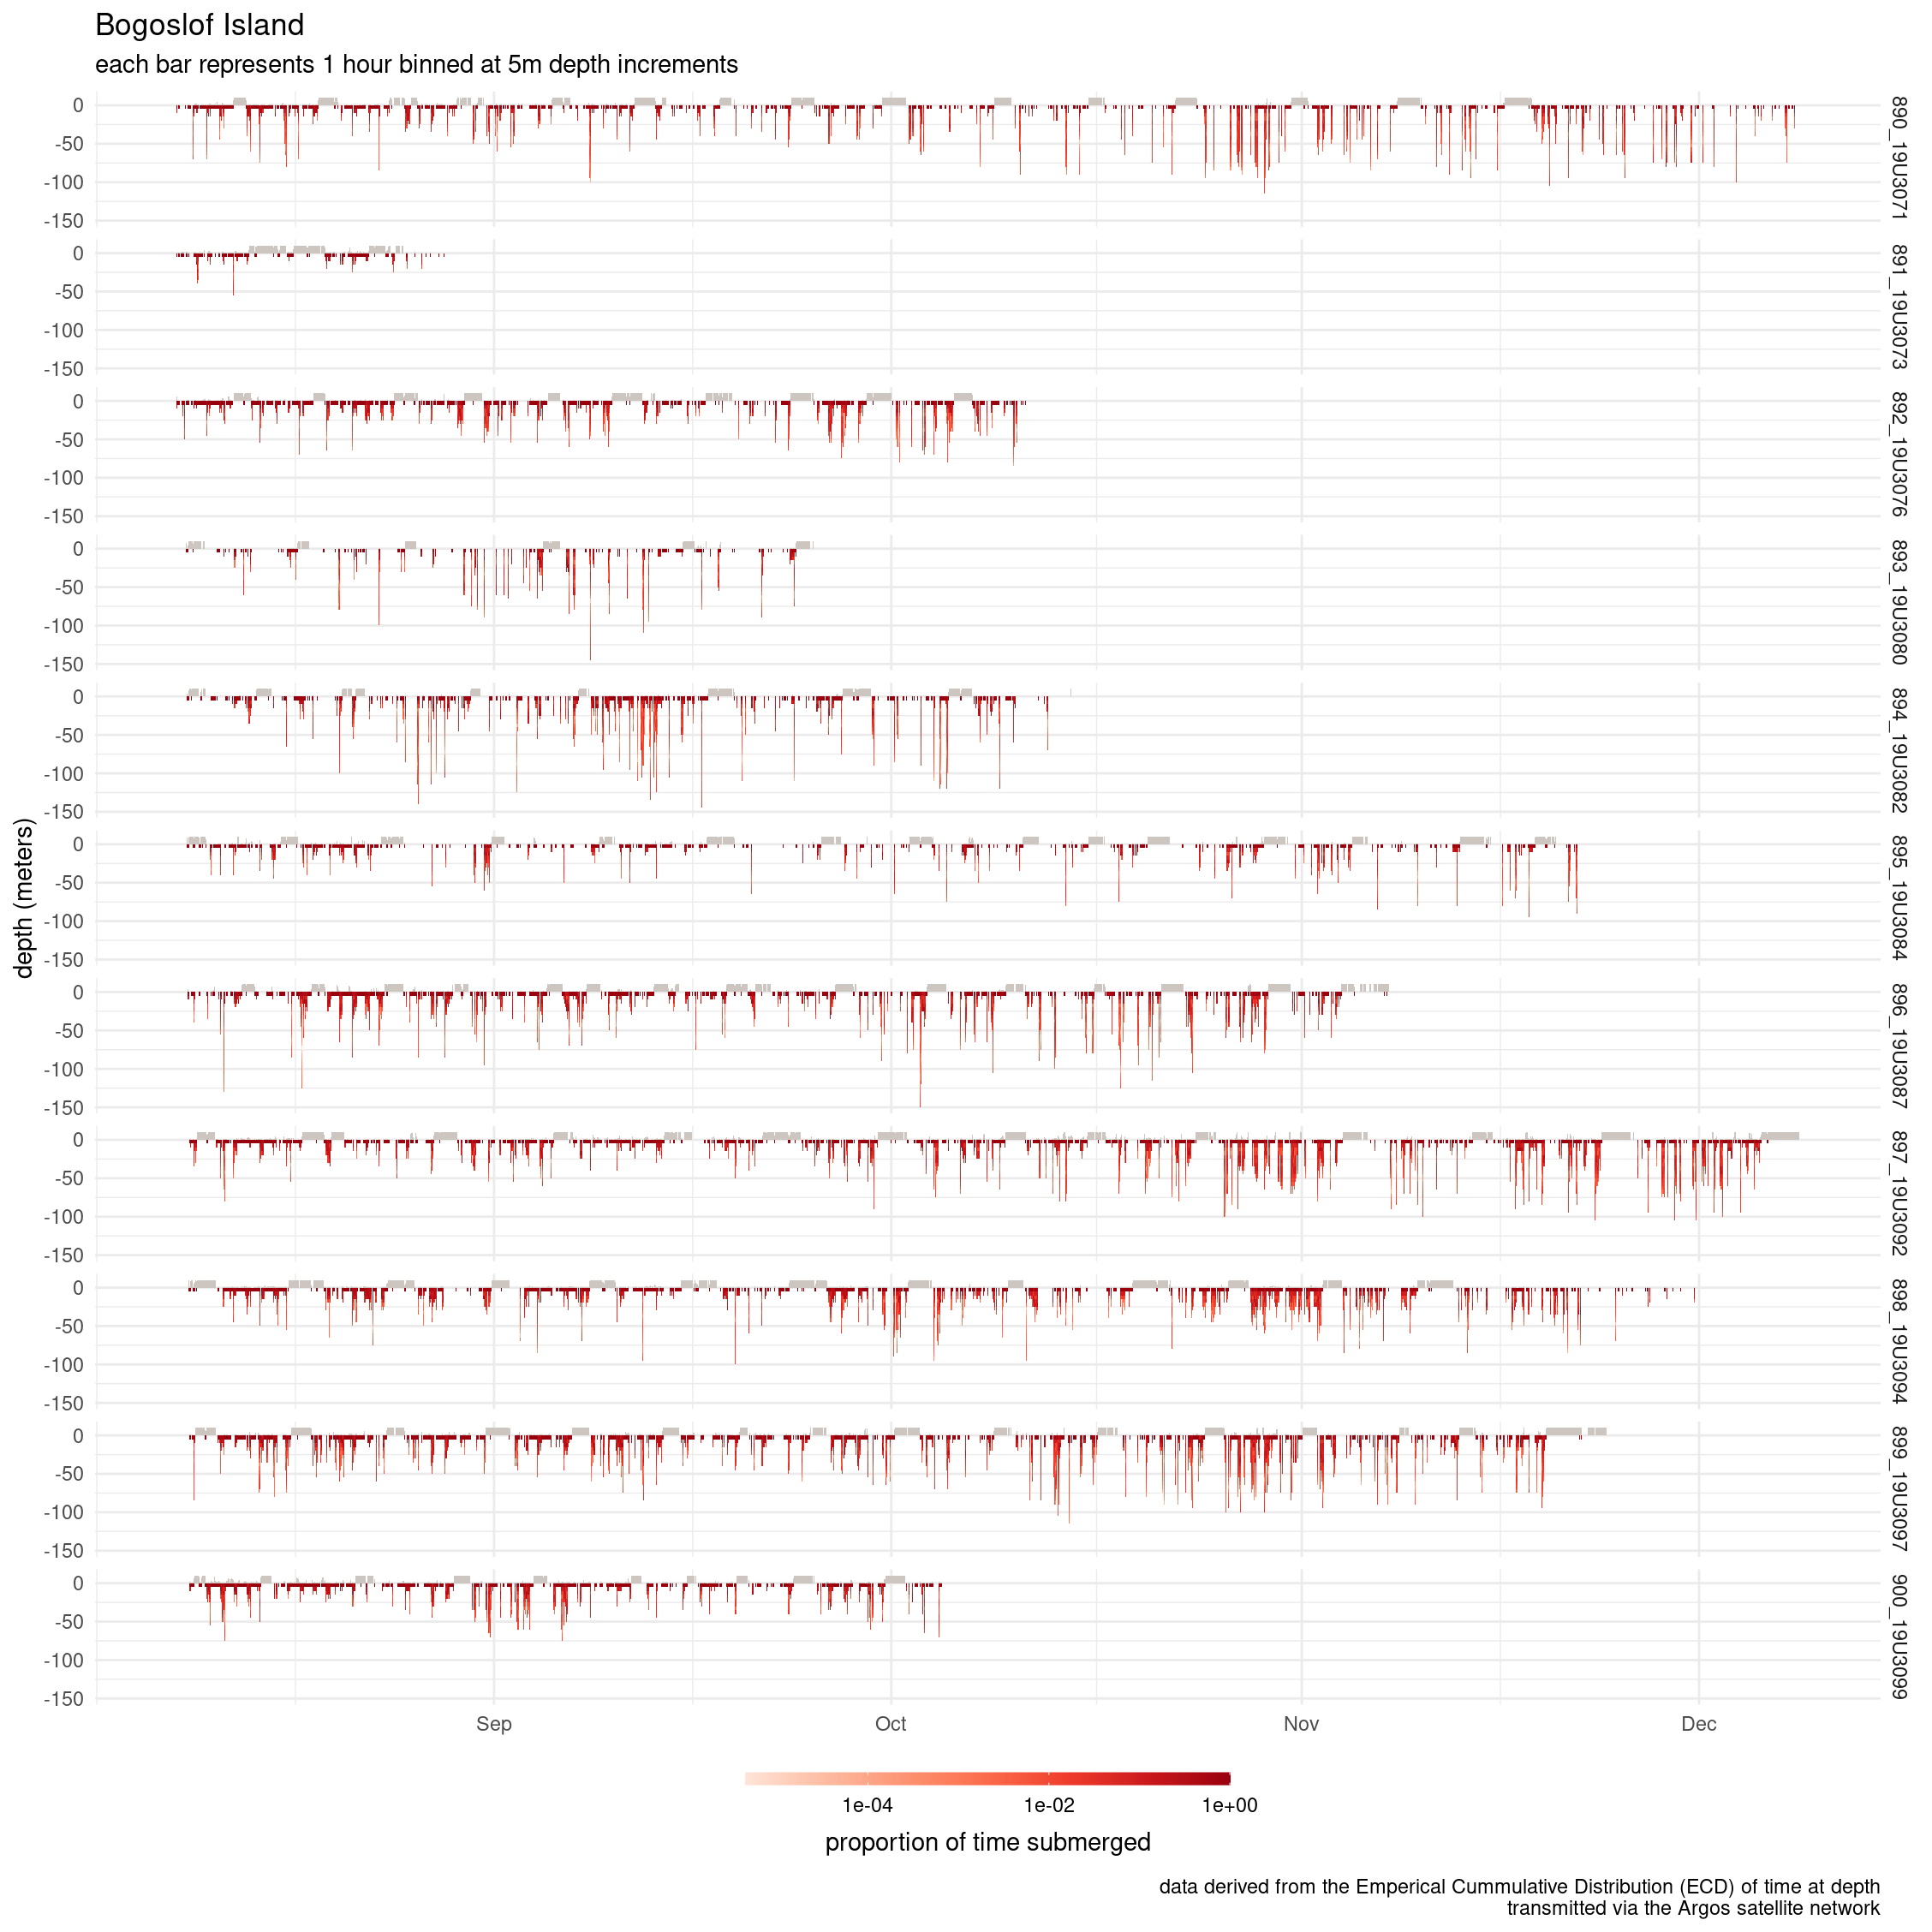 Bogoslof Island
each bar represents 1 hour binned at 5m depth increments
depth (meters)
0
-50
-100
-150
890_19U3071
0
-50
-100
-150
891_19U3073
0
-50
-100
-150
892_19U3076
0
-50
-100
-150
893_19U3080
0
-50
-100
-150
894_19U3082
0
-50
-100
-150
895_19U3084
0
-50
-100
-150
896_19U3087
0
-50
-100
-150
897_19U3092
0
-50
-100
-150
898_19U3094
0
-50
-100
-150
899_19U3097
0
-50
-100
-150
900_19U3099
Sep Oct Nov Dec
1e-04 1e-02 1e+00
proportion of time submerged
data derived from the Emperical Cummulative Distribution (ECD) of time at depth
transmitted via the Argos satellite network